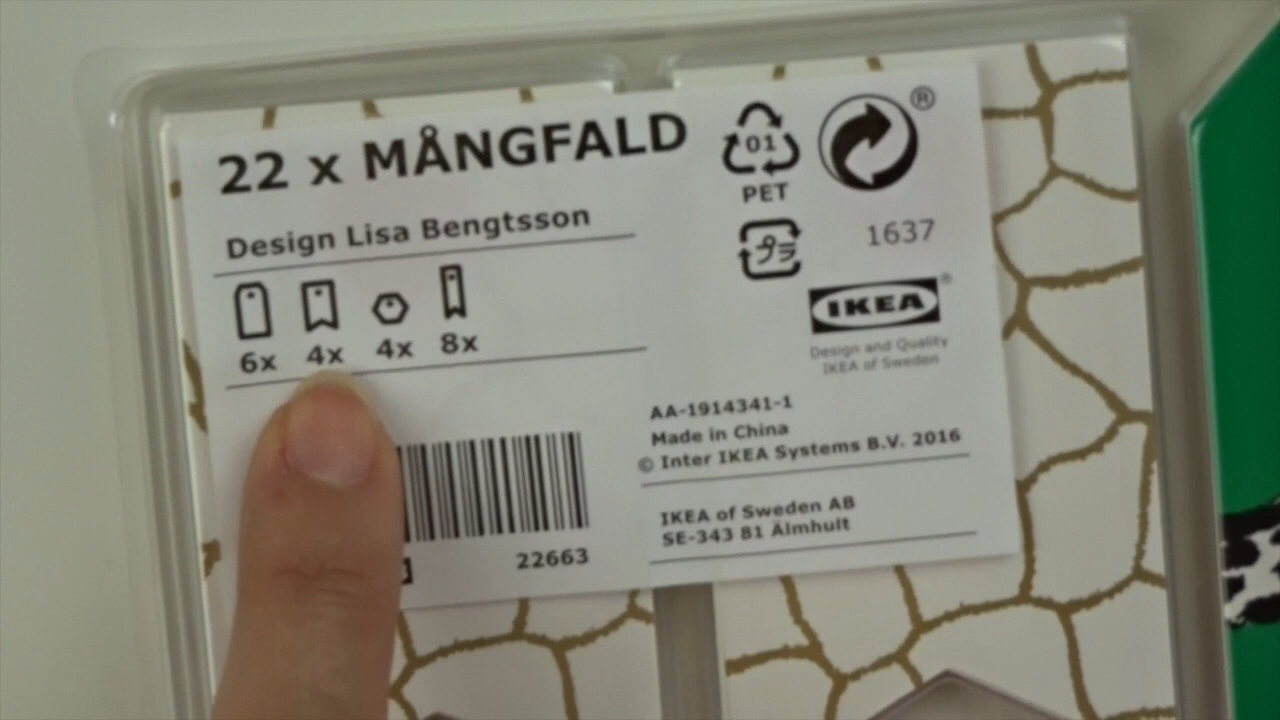 22 x MÅNGFALD
Design Lisa Bengtsson
6x 4x 4x 8x
22663
01
PET
®
プラ
1637
IKEA®
Design and Quality
IKEA of Sweden
AA-1914341-1
Made in China
© Inter IKEA Systems B.V. 2016
IKEA of Sweden AB
SE-343 81 Älmhult